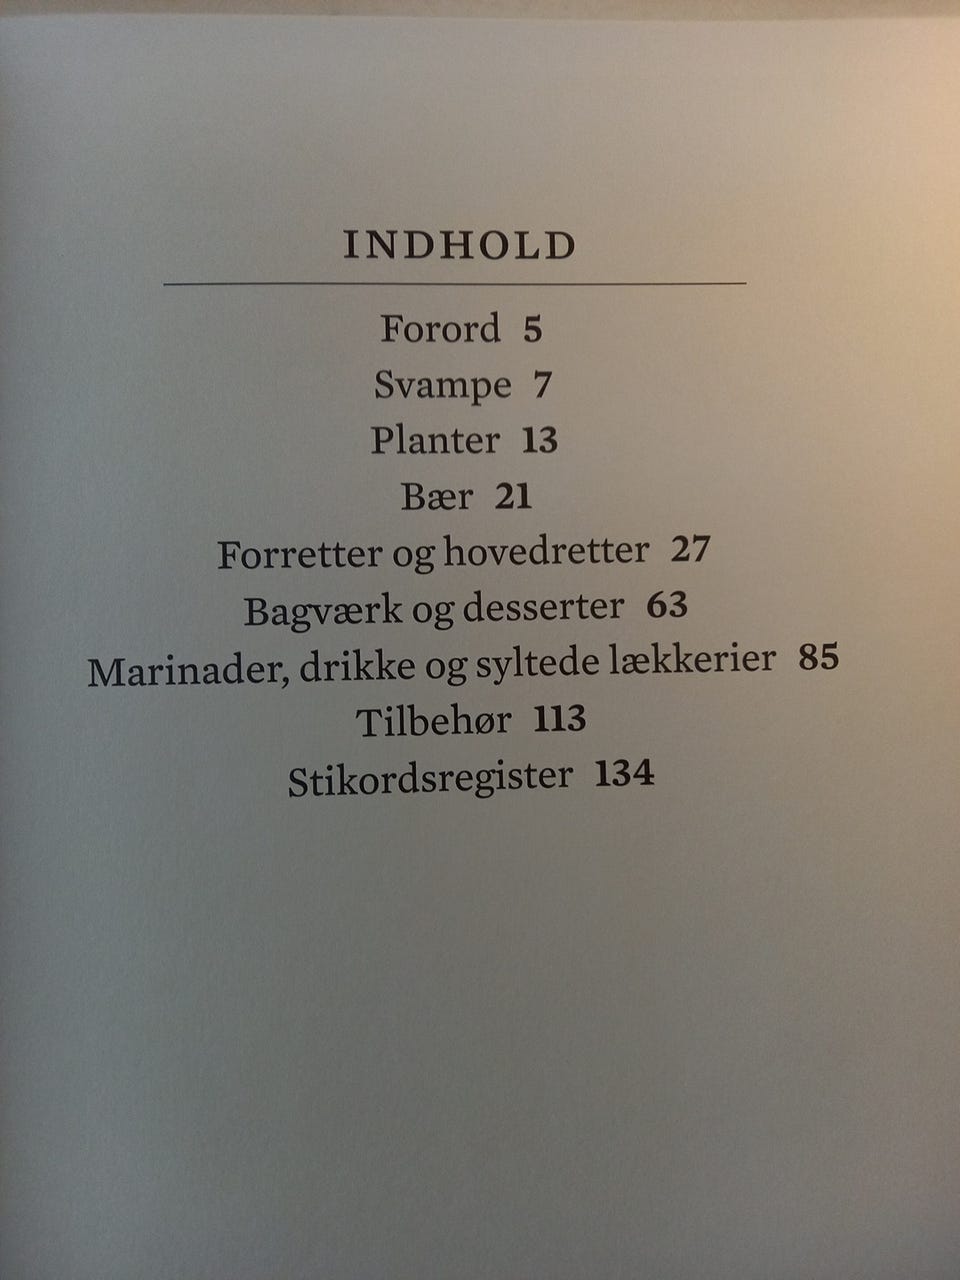 INDHOLD
Forord 5
Svampe 7
Planter 13
Bær 21
Forretter og hovedretter 27
Bagværk og desserter 63
Marinader, drikke og syltede lækkerier 85
Tilbehør 113
Stikordsregister 134